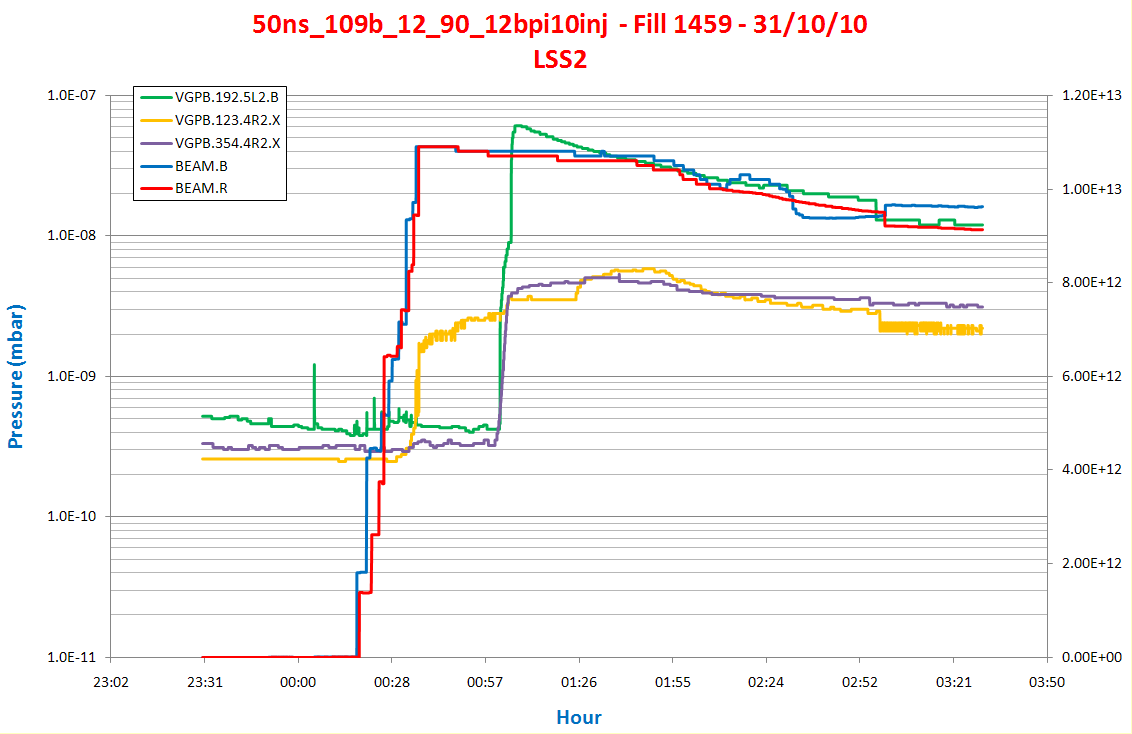 50ns_109b_12_90_12bpi10inj - Fill 1459 - 31/10/10
LSS2
VGPB.192.5L2.B
VGPB.123.4R2.X
VGPB.354.4R2.X
BEAM.B
BEAM.R
Pressure (mbar)
1.0E-07
1.0E-08
1.0E-09
1.0E-10
1.0E-11
1.20E+13
1.00E+13
8.00E+12
6.00E+12
4.00E+12
2.00E+12
0.00E+00
23:02 23:31 00:00 00:28 00:57 01:26 01:55 02:24 02:52 03:21 03:50
Hour